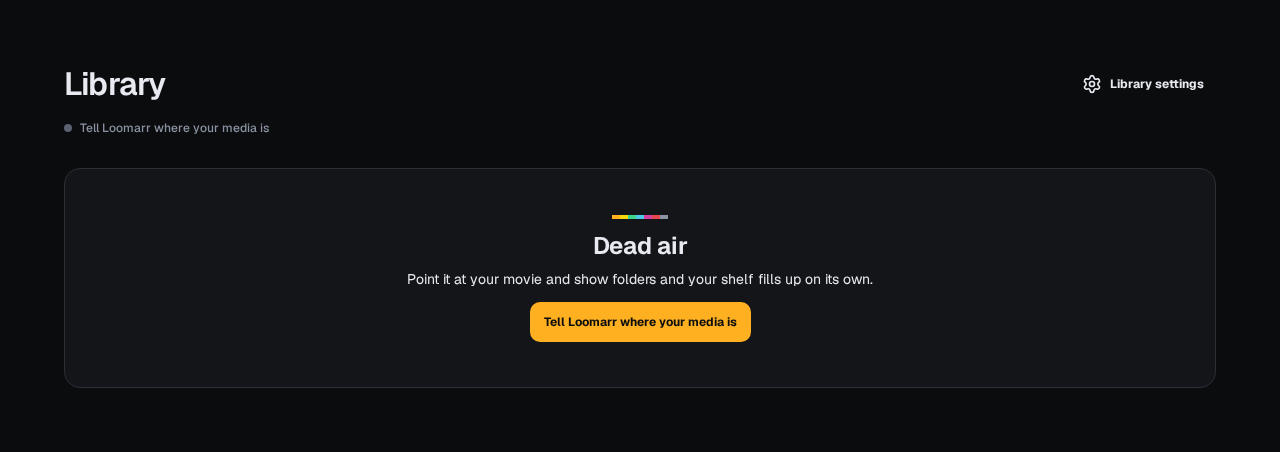 Library
Library settings
Tell Loomarr where your media is
Dead air
Point it at your movie and show folders and your shelf fills up on its own.
Tell Loomarr where your media is